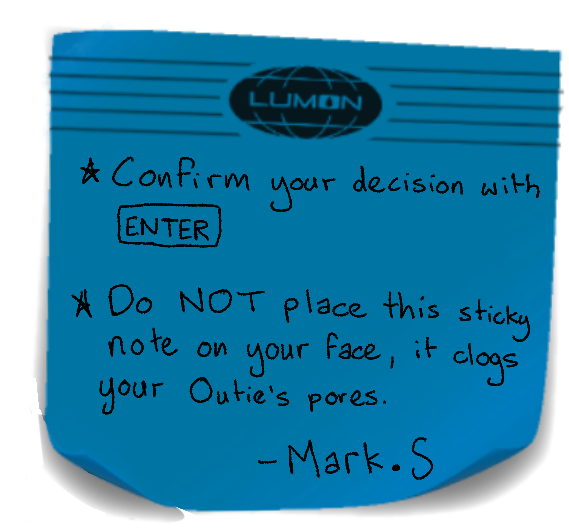 LUMON
★ Confirm your decision with
ENTER
★ Do NOT place this sticky
note on your face, it clogs
your Outie's pores.
-Mark.S